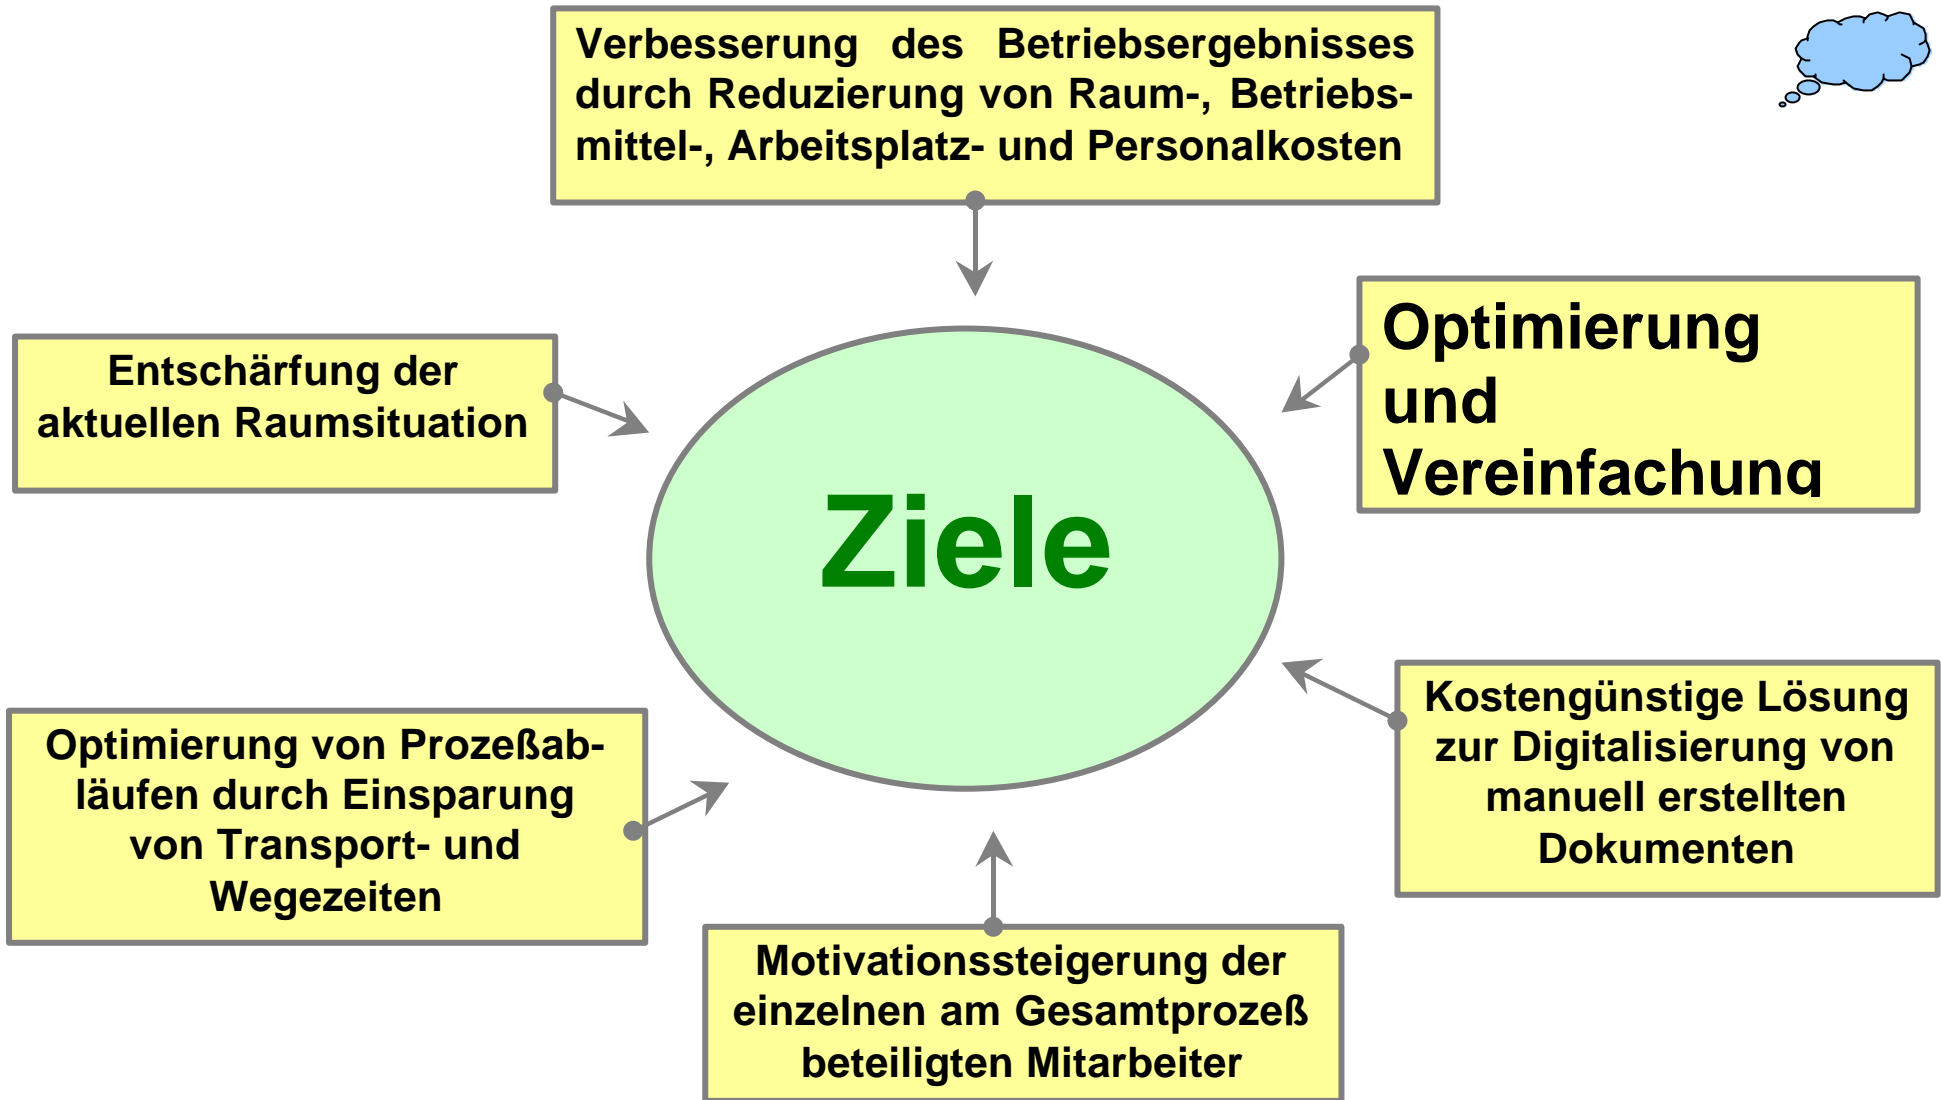 Verbesserung des Betriebsergebnisses
durch Reduzierung von Raum-, Betriebs-
mittel-, Arbeitsplatz- und Personalkosten
Optimierung
und
Vereinfachung
Entschärfung der
aktuellen Raumsituation
Ziele
Kostengünstige Lösung
zur Digitalisierung von
manuell erstellten
Dokumenten
Optimierung von Prozeßab-
läufen durch Einsparung
von Transport- und
Wegezeiten
Motivationssteigerung der
einzelnen am Gesamtprozeß
beteiligten Mitarbeiter